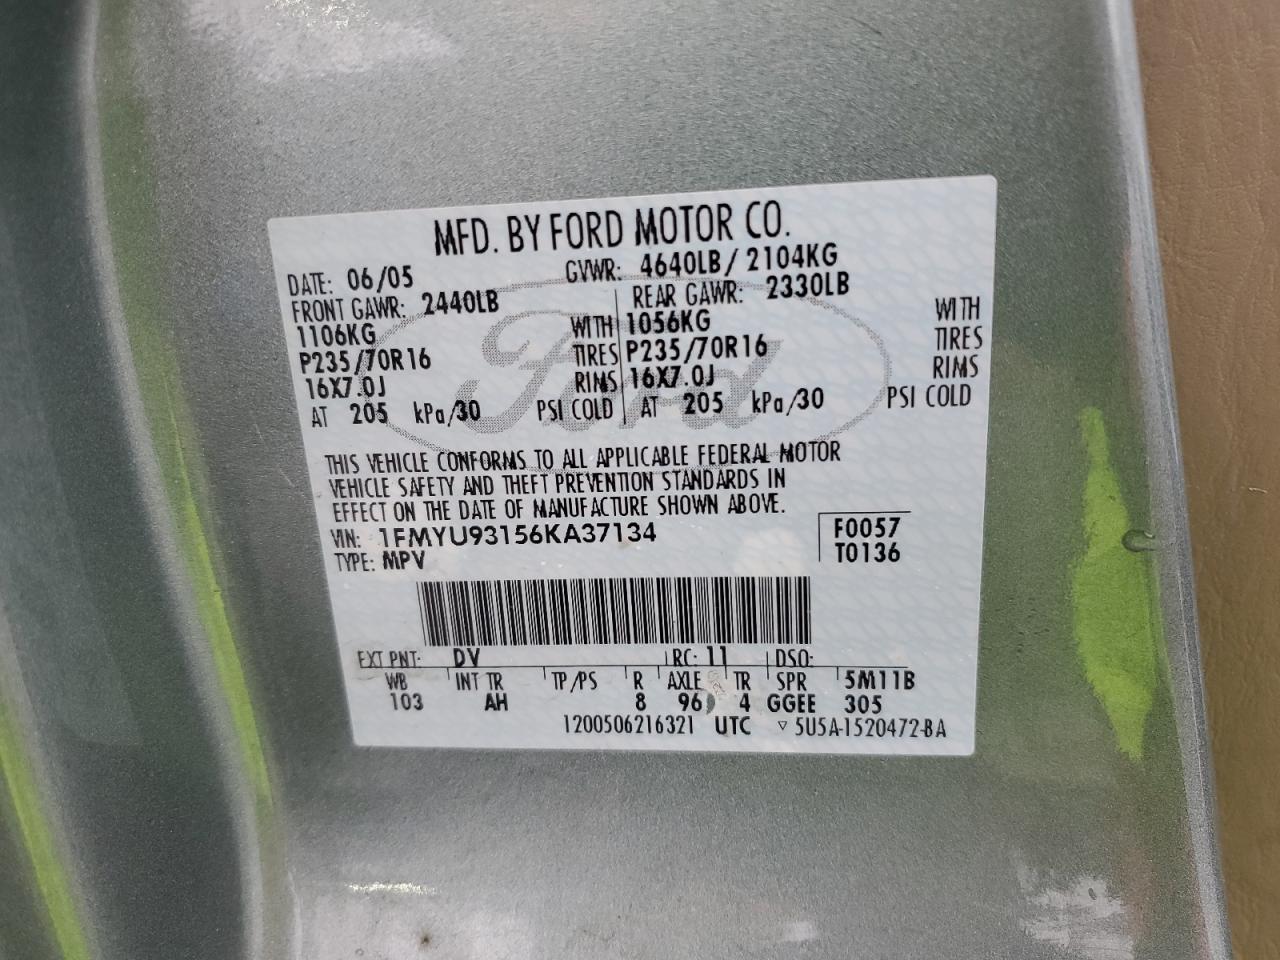 MFD. BY FORD MOTOR CO.
DATE: 06/05 GVWR: 4640LB / 2104KG
FRONT GAWR: 2440LB REAR GAWR: 2330LB
1106KG WITH 1056KG WITH
P235/70R16 TIRES P235/70R16 TIRES
16X7.0J RIMS 16X7.0J RIMS
AT 205 kPa/30 PSI COLD AT 205 kPa/30 PSI COLD
Ford
THIS VEHICLE CONFORMS TO ALL APPLICABLE FEDERAL MOTOR
VEHICLE SAFETY AND THEFT PREVENTION STANDARDS IN
EFFECT ON THE DATE OF MANUFACTURE SHOWN ABOVE.
VIN: 1FMYU93156KA37134 F0057
TYPE: MPV T0136
EXT PNT: DV RC: 11 DSO:
WB INT TR TP/PS R AXLE TR SPR 5M11B
103 AH 8 96 4 GGEE 305
1200506216321 UTC ▽ 5U5A-1520472-BA